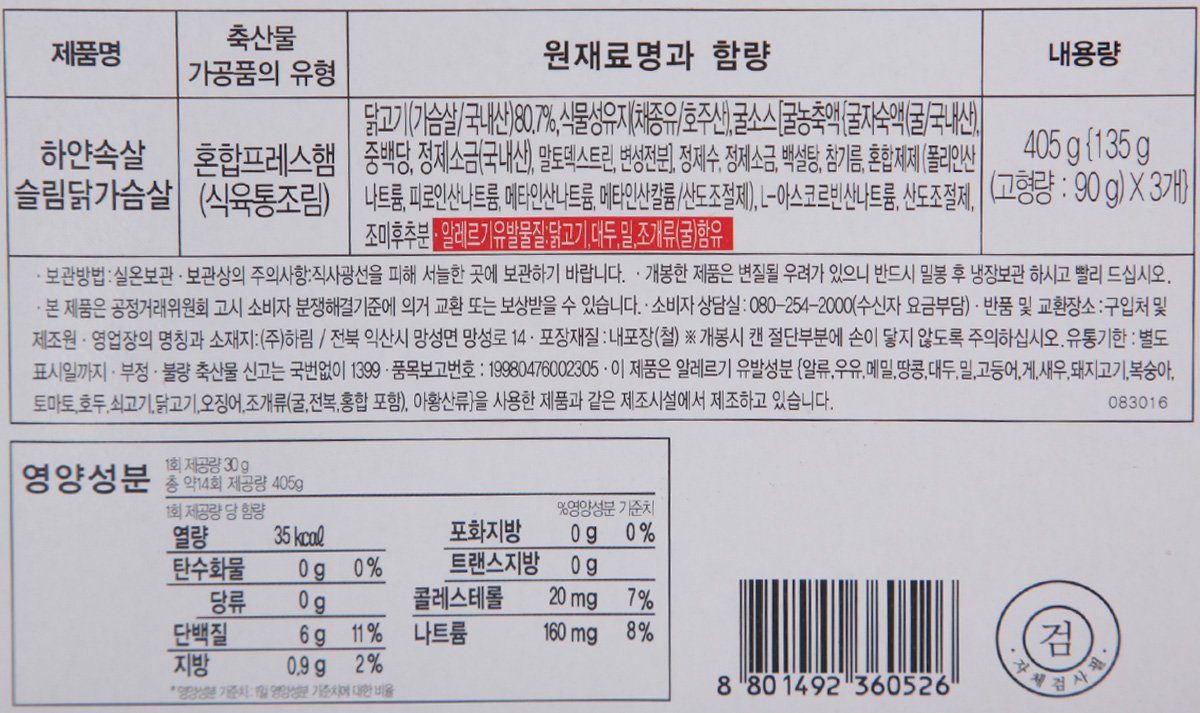 제품명
축산물
가공품의 유형
원재료명과 함량
내용량
하얀속살
슬림닭가슴살
혼합프레스햄
(식육통조림)
닭고기(가슴살/국내산)80.7%,식물성유지(채종유/호주산),굴소스[굴농축액{굴자숙액(굴/국내산),
중백당, 정제소금(국내산), 말토덱스트린, 변성전분], 정제수, 정제소금, 백설탕, 참기름, 혼합제제(폴리인산
나트륨, 피로인산나트륨, 메타인산나트륨, 메타인산칼륨/산도조절제), L-아스코르빈산나트륨, 산도조절제,
조미후추분 · 알레르기유발물질:닭고기,대두,밀,조개류(굴)함유
405 g{135 g
(고형량 : 90 g) X 3개}
· 보관방법:실온보관 · 보관상의 주의사항:직사광선을 피해 서늘한 곳에 보관하기 바랍니다. · 개봉한 제품은 변질될 우려가 있으니 반드시 밀봉 후 냉장보관 하시고 빨리 드십시오.
· 본 제품은 공정거래위원회 고시 소비자 분쟁해결기준에 의거 교환 또는 보상받을 수 있습니다. · 소비자 상담실: 080-254-2000(수신자 요금부담) · 반품 및 교환장소:구입처 및
제조원 · 영업장의 명칭과 소재지:(주)하림 / 전북 익산시 망성면 망성로 14 · 포장재질:내포장(철) ※개봉시 캔 절단부분에 손이 닿지 않도록 주의하십시오. 유통기한 : 별도
표시일까지 · 부정 · 불량 축산물 신고는 국번없이 1399 · 품목보고번호 : 19980476002305 · 이 제품은 알레르기 유발성분 {알류,우유,메밀,땅콩,대두,밀,고등어,게,새우,돼지고기,복숭아,
토마토,호두,쇠고기,닭고기,오징어,조개류(굴,전복,홍합 포함), 아황산류}을 사용한 제품과 같은 제조시설에서 제조하고 있습니다.
083016
영양성분
1회 제공량 30 g
총 약14회 제공량 405g
1회 제공량 당 함량
%영양성분 기준치
열량 35 kcal
탄수화물 0 g 0%
당류 0 g
단백질 6 g 11%
지방 0.9 g 2%
포화지방 0 g 0%
트랜스지방 0 g
콜레스테롤 20 mg 7%
나트륨 160 mg 8%
* 영양성분 기준치 : 1일 영양성분 기준치에 대한 비율
8 801492 360526
검
· 자체검사필 ·